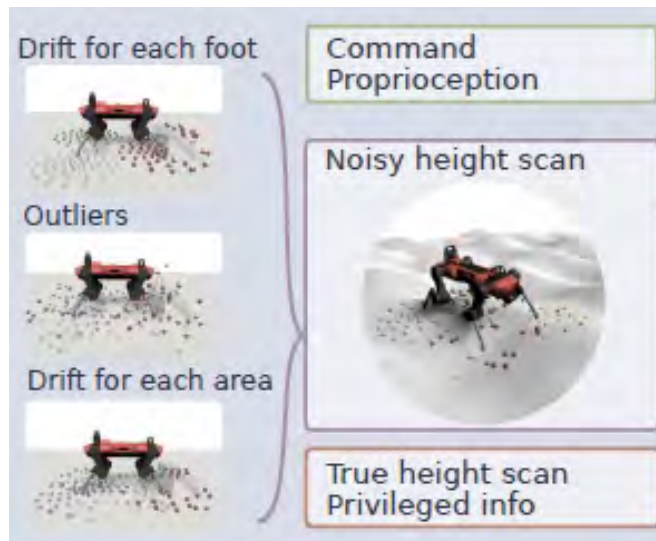 Drift for each foot
Outliers
Drift for each area
Command
Proprioception
Noisy height scan
True height scan
Privileged info